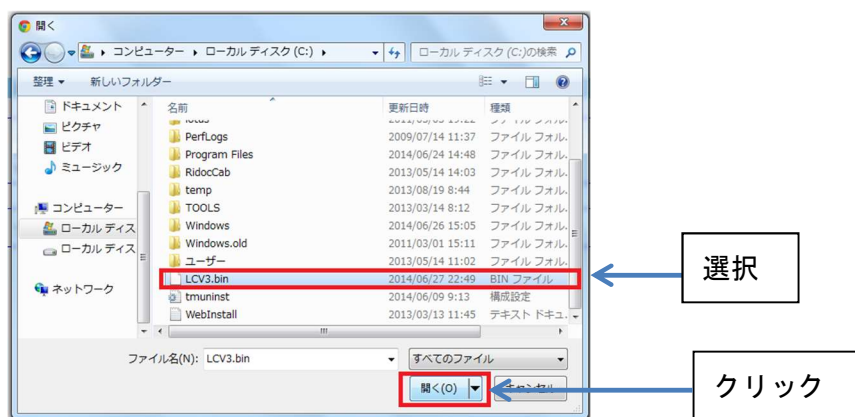 開く
コンピューター ▸ ローカル ディスク (C:) ▸
ローカル ディスク (C:)の検索
整理 新しいフォルダー
ドキュメント
ピクチャ
ビデオ
ミュージック
コンピューター
ローカル ディス
ローカル ディス
ネットワーク
名前 更新日時 種類
PerfLogs 2009/07/14 11:37 ファイル フォル.
Program Files 2014/06/24 14:48 ファイル フォル.
RidocCab 2013/05/14 14:03 ファイル フォル.
temp 2013/08/19 8:44 ファイル フォル.
TOOLS 2013/03/14 8:12 ファイル フォル.
Windows 2014/06/26 15:05 ファイル フォル.
Windows.old 2011/03/01 15:11 ファイル フォル.
ユーザー 2013/05/14 11:02 ファイル フォル.
LCV3.bin 2014/06/27 22:49 BIN ファイル
tmuninst 2014/06/09 9:13 構成設定
WebInstall 2013/03/13 11:45 テキスト ドキュ.
ファイル名(N): LCV3.bin すべてのファイル
開く(O) キャンセル
選択
クリック